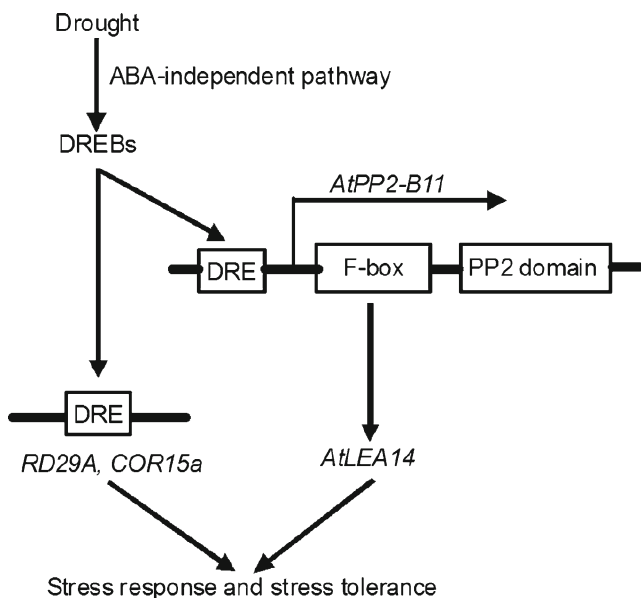 Drought
ABA-independent pathway
DREBs
AtPP2-B11
DRE
F-box
PP2 domain
DRE
RD29A, COR15a
AtLEA14
Stress response and stress tolerance